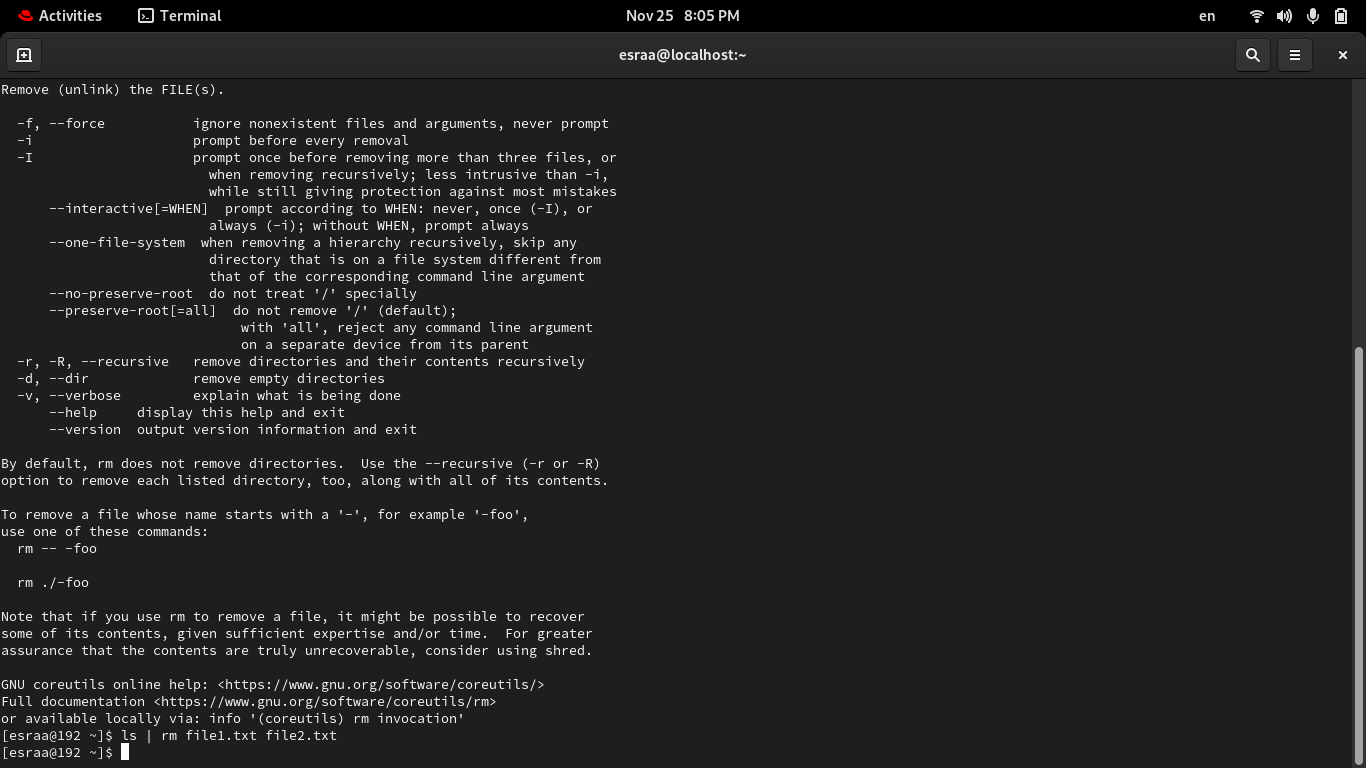 Activities Terminal Nov 25 8:05 PM en
esraa@localhost:~
Remove (unlink) the FILE(s).
-f, --force ignore nonexistent files and arguments, never prompt
-i prompt before every removal
-I prompt once before removing more than three files, or
when removing recursively; less intrusive than -i,
while still giving protection against most mistakes
--interactive[=WHEN] prompt according to WHEN: never, once (-I), or
always (-i); without WHEN, prompt always
--one-file-system when removing a hierarchy recursively, skip any
directory that is on a file system different from
that of the corresponding command line argument
--no-preserve-root do not treat '/' specially
--preserve-root[=all] do not remove '/' (default);
with 'all', reject any command line argument
on a separate device from its parent
-r, -R, --recursive remove directories and their contents recursively
-d, --dir remove empty directories
-v, --verbose explain what is being done
--help display this help and exit
--version output version information and exit
By default, rm does not remove directories. Use the --recursive (-r or -R)
option to remove each listed directory, too, along with all of its contents.
To remove a file whose name starts with a '-', for example '-foo',
use one of these commands:
rm -- -foo
rm ./-foo
Note that if you use rm to remove a file, it might be possible to recover
some of its contents, given sufficient expertise and/or time. For greater
assurance that the contents are truly unrecoverable, consider using shred.
GNU coreutils online help: <https://www.gnu.org/software/coreutils/>
Full documentation <https://www.gnu.org/software/coreutils/rm>
or available locally via: info '(coreutils) rm invocation'
[esraa@192 ~]$ ls | rm file1.txt file2.txt
[esraa@192 ~]$